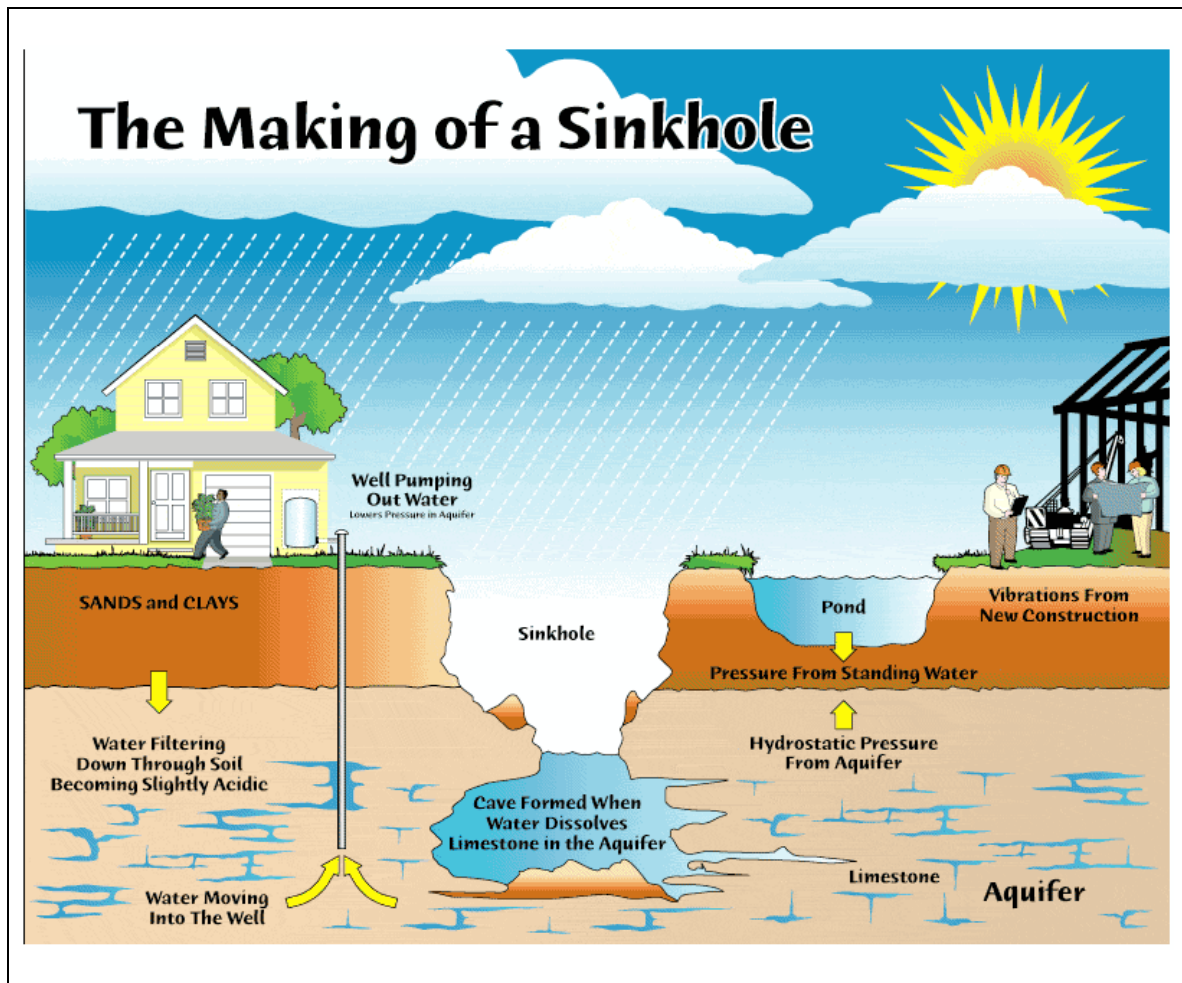 The Making of a Sinkhole
Well Pumping
Out Water
Lowers Pressure in Aquifer
SANDS and CLAYS
Sinkhole
Pond
Vibrations From
New Construction
Pressure From Standing Water
Water Filtering
Down Through Soil
Becoming Slightly Acidic
Hydrostatic Pressure
From Aquifer
Cave Formed When
Water Dissolves
Limestone in the Aquifer
Limestone
Aquifer
Water Moving
Into The Well